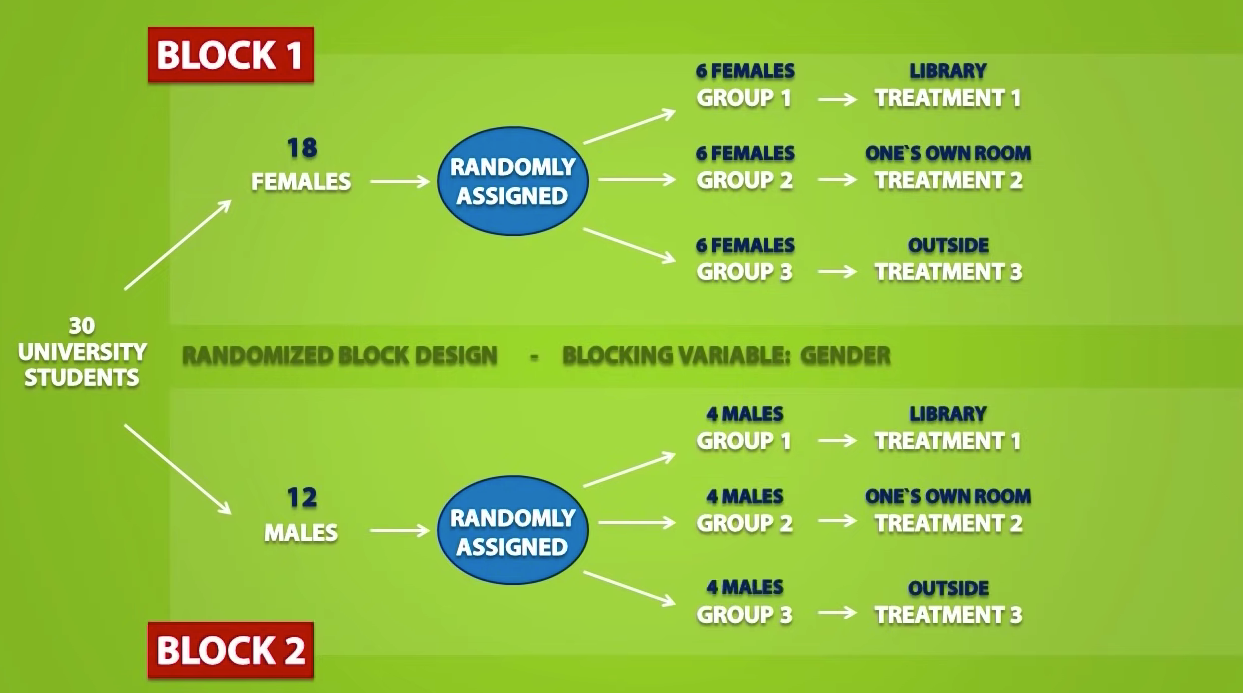 BLOCK 1
30
UNIVERSITY
STUDENTS
18
FEMALES
RANDOMLY
ASSIGNED
6 FEMALES
GROUP 1
LIBRARY
TREATMENT 1
6 FEMALES
GROUP 2
ONE`S OWN ROOM
TREATMENT 2
6 FEMALES
GROUP 3
OUTSIDE
TREATMENT 3
RANDOMIZED BLOCK DESIGN - BLOCKING VARIABLE: GENDER
12
MALES
RANDOMLY
ASSIGNED
4 MALES
GROUP 1
LIBRARY
TREATMENT 1
4 MALES
GROUP 2
ONE`S OWN ROOM
TREATMENT 2
4 MALES
GROUP 3
OUTSIDE
TREATMENT 3
BLOCK 2